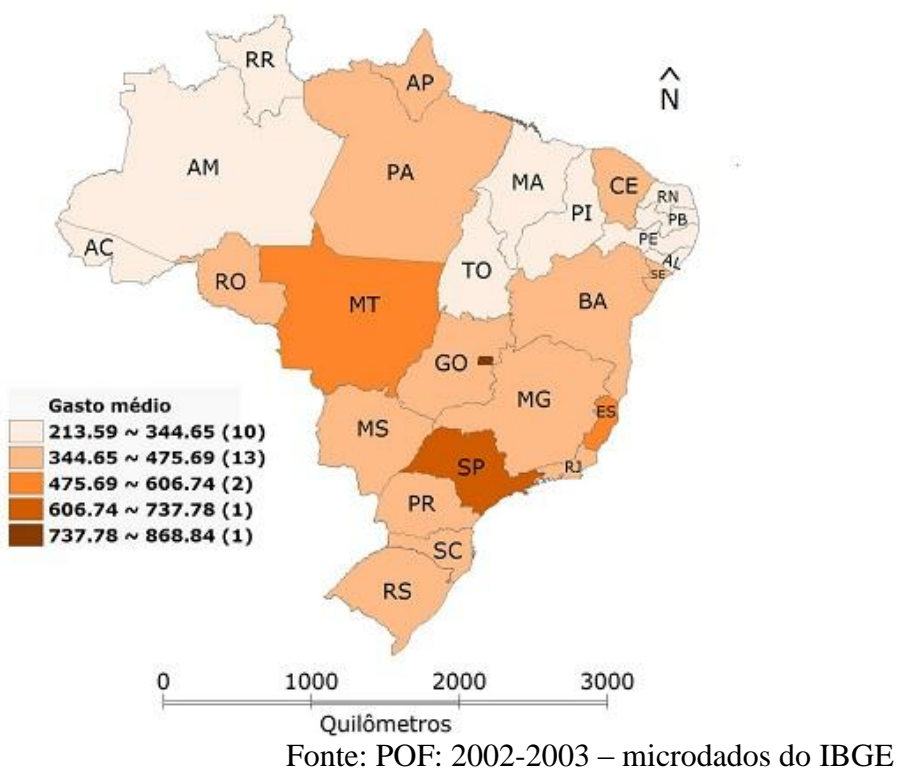 RR
AP
^
N
AM
PA
MA
CE
RN
PI
PB
PE
AC
AL
TO
SE
RO
BA
MT
GO
MG
ES
MS
SP
RJ
PR
SC
RS
Gasto médio
213.59 ~ 344.65 (10)
344.65 ~ 475.69 (13)
475.69 ~ 606.74 (2)
606.74 ~ 737.78 (1)
737.78 ~ 868.84 (1)
0 1000 2000 3000
Quilômetros
Fonte: POF: 2002-2003 – microdados do IBGE